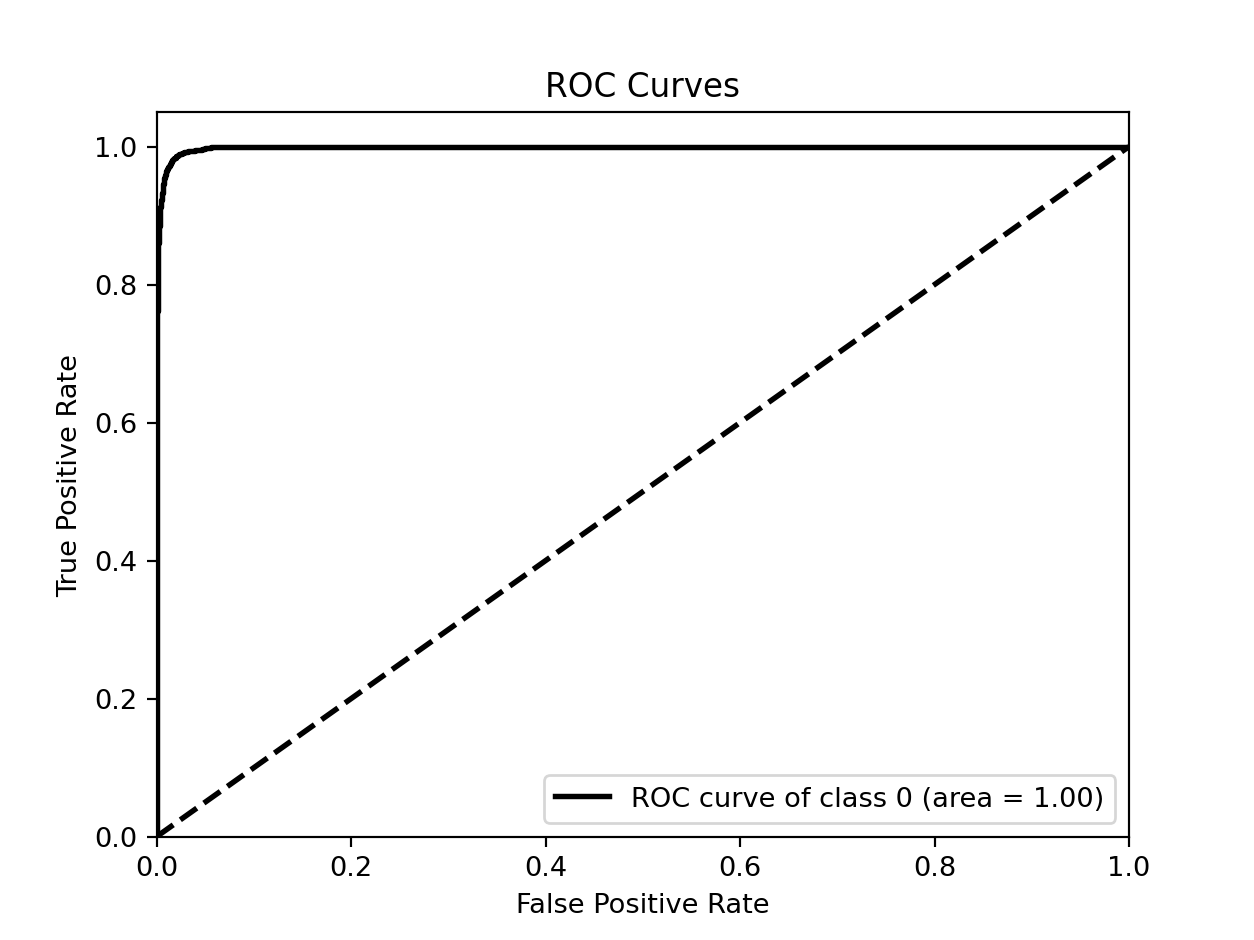 ROC Curves
1.0
0.8
0.6
0.4
0.2
0.0
True Positive Rate
ROC curve of class 0 (area = 1.00)
0.0 0.2 0.4 0.6 0.8 1.0
False Positive Rate